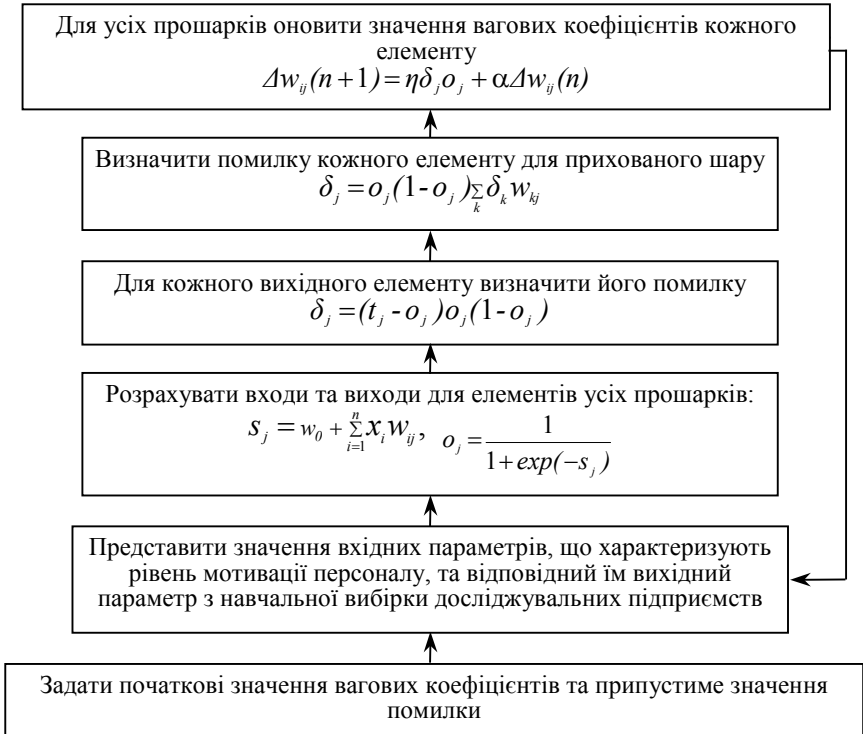 Для усіх прошарків оновити значення вагових коефіцієнтів кожного
елементу
Δw_ij(n+1)=ηδ_j o_j+αΔw_ij(n)
Визначити помилку кожного елементу для прихованого шару
δ_j=o_j(1-o_j)∑_k δ_k w_kj
Для кожного вихідного елементу визначити його помилку
δ_j=(t_j-o_j)o_j(1-o_j)
Розрахувати входи та виходи для елементів усіх прошарків:
s_j=w_0+∑_{i=1}^{n} x_i w_ij, o_j=1/(1+exp(-s_j))
Представити значення вхідних параметрів, що характеризують
рівень мотивації персоналу, та відповідний їм вихідний
параметр з навчальної вибірки досліджувальних підприємств
Задати початкові значення вагових коефіцієнтів та припустиме значення
помилки